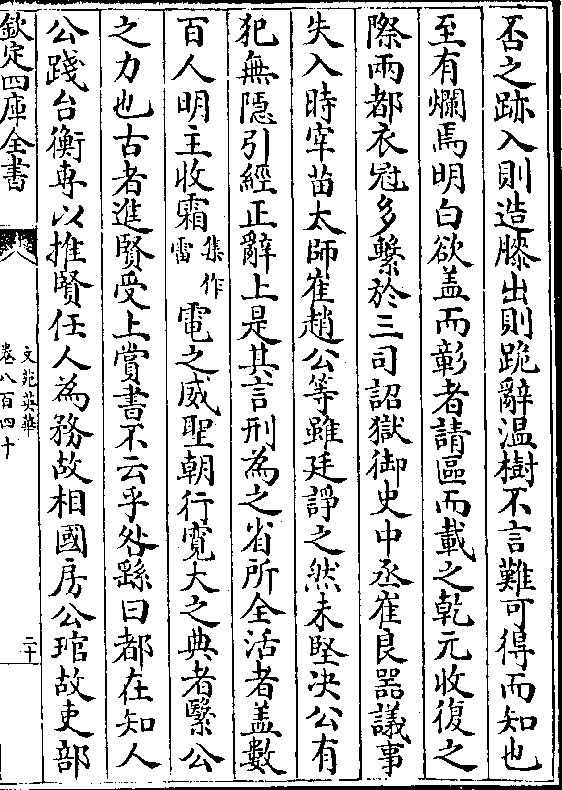 否之跡入則造膝出則跪辭温樹不言難可得而知也
至有爛焉明白欲盖而彰者請區而載之乾元收復之
際兩都衣冠多繫於三司詔獄御史中丞崔良器議事
失入時宰苗太師崔趙公等雖廷諍之然未堅决公有
犯無隠引經正辭上是其言刑為之省所全活者盖數
百人明主收霜集作雷電之威聖朝行寛大之典者繄公
之力也古者進賢受上賞書不云乎咎繇曰都在知人
公踐台衡専以推賢任人為務故相國房公琯故吏部
欽定四庫全書
文苑英華
卷八百四十
二十